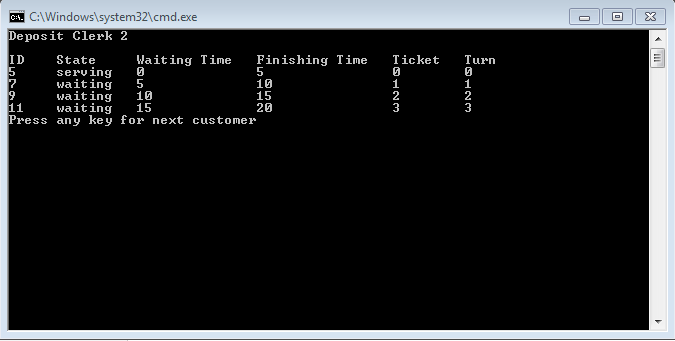 C:\Windows\system32\cmd.exe
Deposit Clerk 2
ID State Waiting Time Finishing Time Ticket Turn
5 serving 0 5 0 0
7 waiting 5 10 1 1
9 waiting 10 15 2 2
11 waiting 15 20 3 3
Press any key for next customer